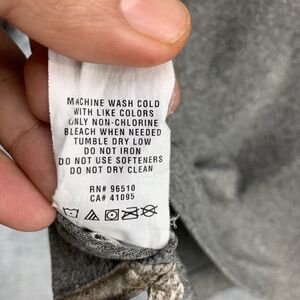 MACHINE WASH COLD
WITH LIKE COLORS
ONLY NON-CHLORINE
BLEACH WHEN NEEDED
TUMBLE DRY LOW
DO NOT IRON
DO NOT USE SOFTENERS
DO NOT DRY CLEAN
RN# 96510
CA# 41095